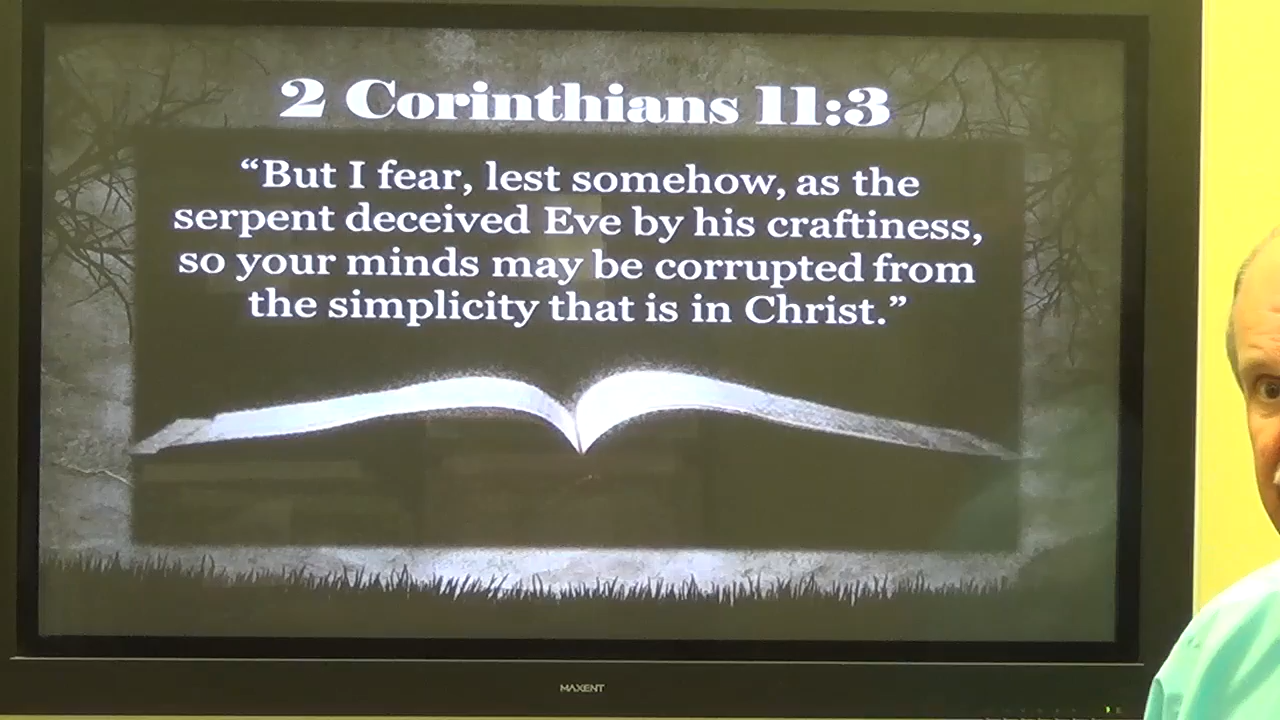 2 Corinthians 11:3
“But I fear, lest somehow, as the
serpent deceived Eve by his craftiness,
so your minds may be corrupted from
the simplicity that is in Christ.”
MAXENT